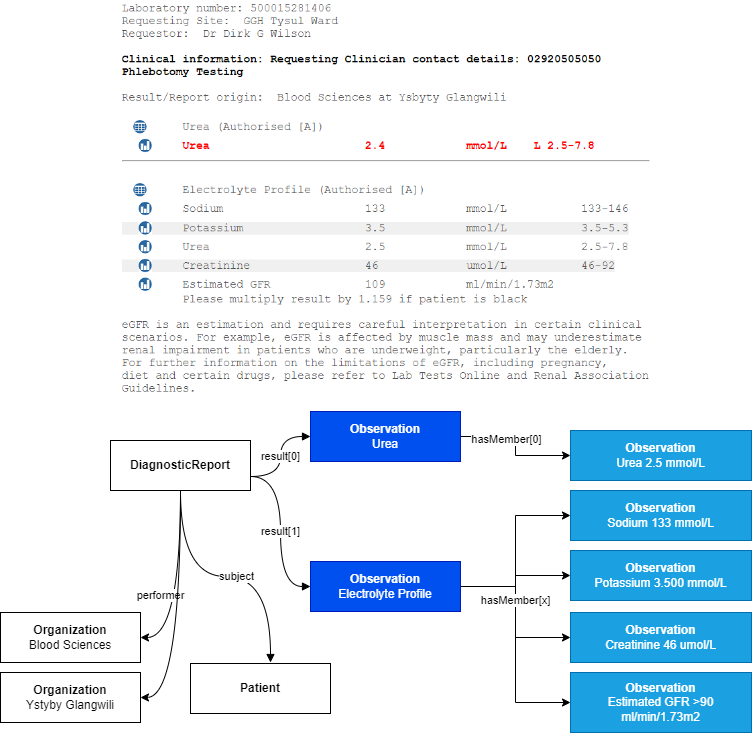 Laboratory number: 500015281406
Requesting Site:  GGH Tysul Ward
Requestor:  Dr Dirk G Wilson
Clinical information: Requesting Clinician contact details: 02920505050
Phlebotomy Testing
Result/Report origin:  Blood Sciences at Ysbyty Glangwili
Urea (Authorised [A])
Urea 2.4 mmol/L L 2.5-7.8
Electrolyte Profile (Authorised [A])
Sodium 133 mmol/L 133-146
Potassium 3.5 mmol/L 3.5-5.3
Urea 2.5 mmol/L 2.5-7.8
Creatinine 46 umol/L 46-92
Estimated GFR 109 ml/min/1.73m2
Please multiply result by 1.159 if patient is black
eGFR is an estimation and requires careful interpretation in certain clinical
scenarios. For example, eGFR is affected by muscle mass and may underestimate
renal impairment in patients who are underweight, particularly the elderly.
For further information on the limitations of eGFR, including pregnancy,
diet and certain drugs, please refer to Lab Tests Online and Renal Association
Guidelines.
DiagnosticReport
result[0]
Observation
Urea
hasMember[0]
Observation
Urea 2.5 mmol/L
result[1]
Observation
Electrolyte Profile
hasMember[x]
Observation
Sodium 133 mmol/L
Observation
Potassium 3.500 mmol/L
Observation
Creatinine 46 umol/L
Observation
Estimated GFR >90
ml/min/1.73m2
performer
subject
Organization
Blood Sciences
Organization
Ystyby Glangwili
Patient